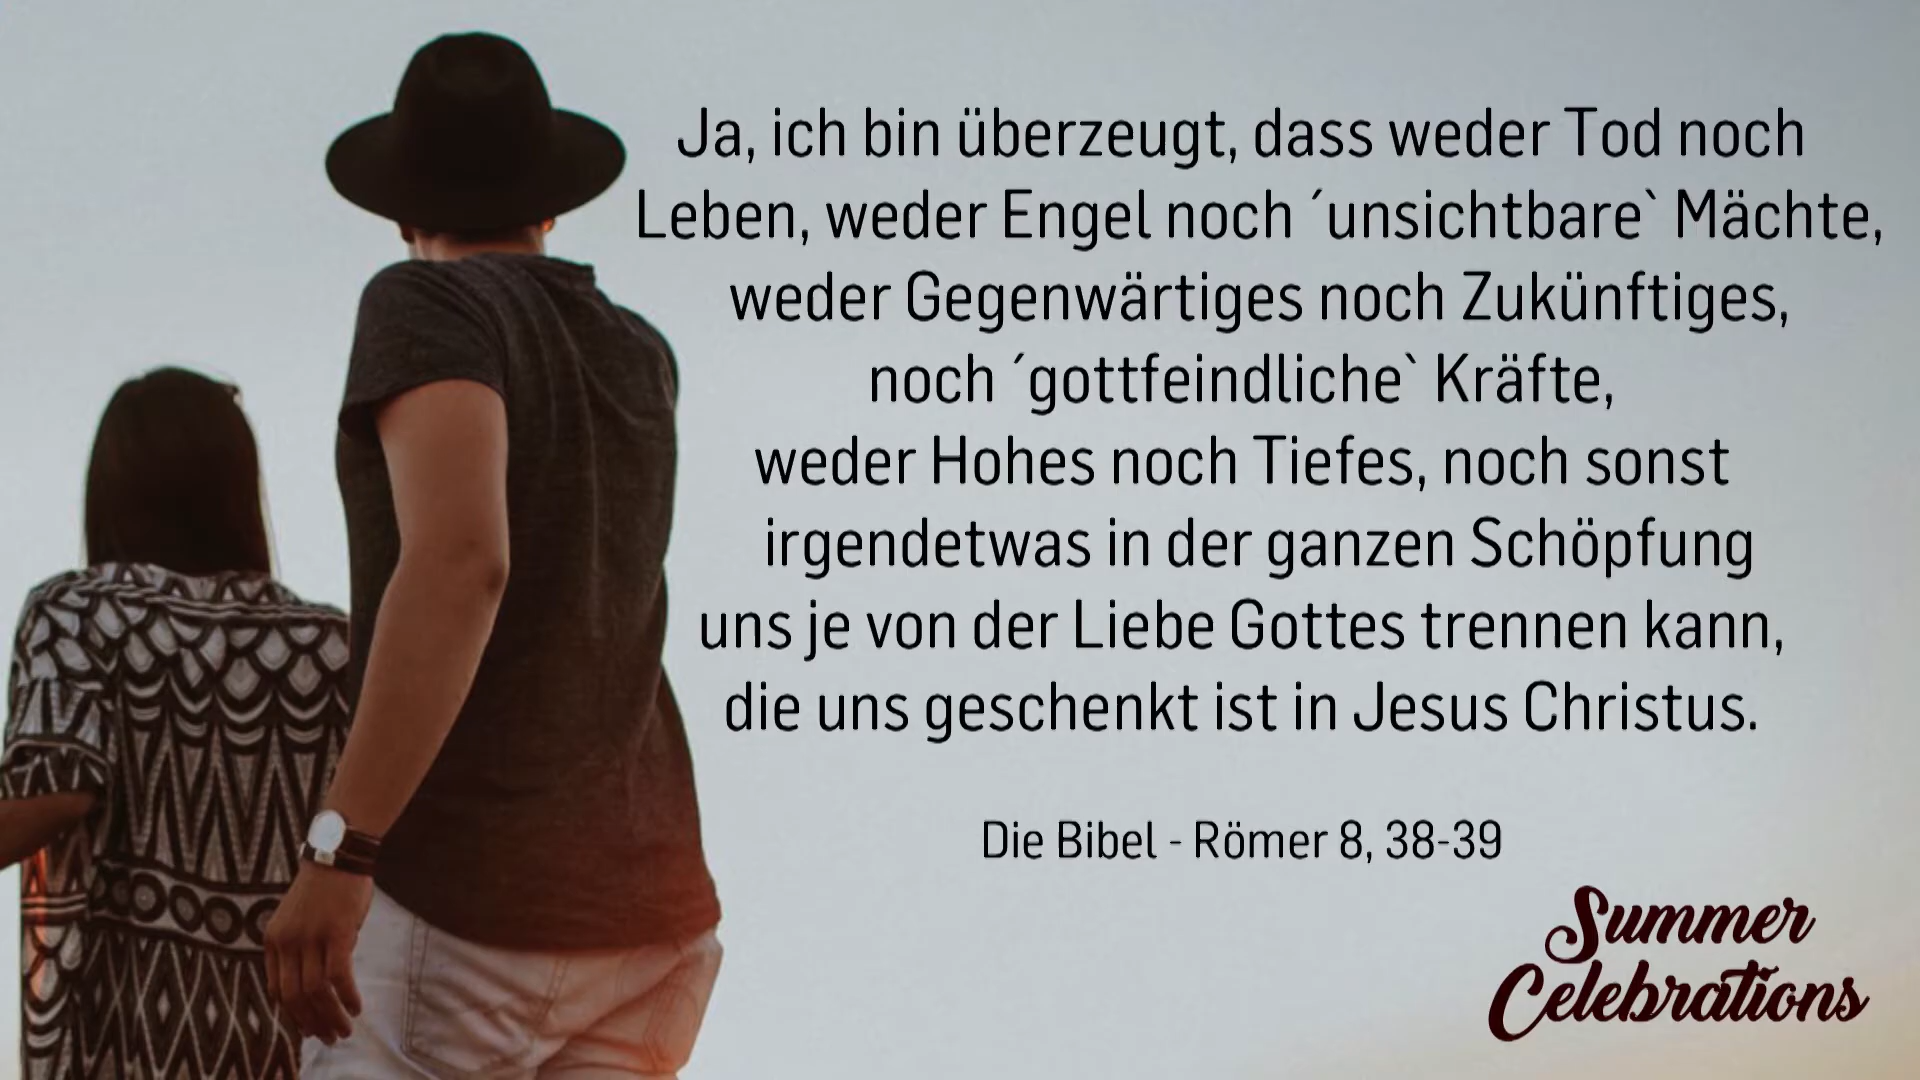 Ja, ich bin überzeugt, dass weder Tod noch
Leben, weder Engel noch ´unsichtbare` Mächte,
weder Gegenwärtiges noch Zukünftiges,
noch ´gottfeindliche` Kräfte,
weder Hohes noch Tiefes, noch sonst
irgendetwas in der ganzen Schöpfung
uns je von der Liebe Gottes trennen kann,
die uns geschenkt ist in Jesus Christus.
Die Bibel - Römer 8, 38-39
Summer
Celebrations